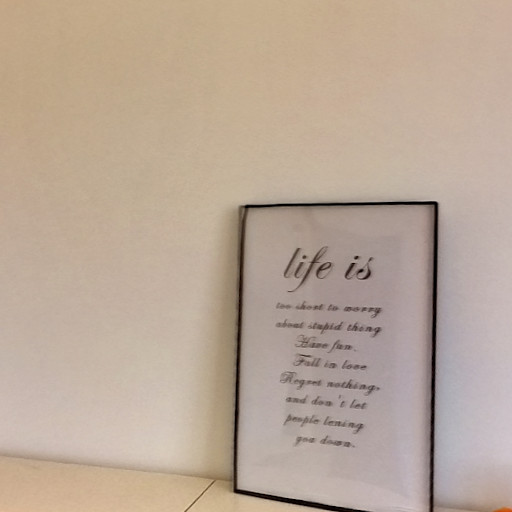 life is
too short to worry
about stupid thing
Have fun.
Fall in love
Regret nothing.
and don't let
people
you down.